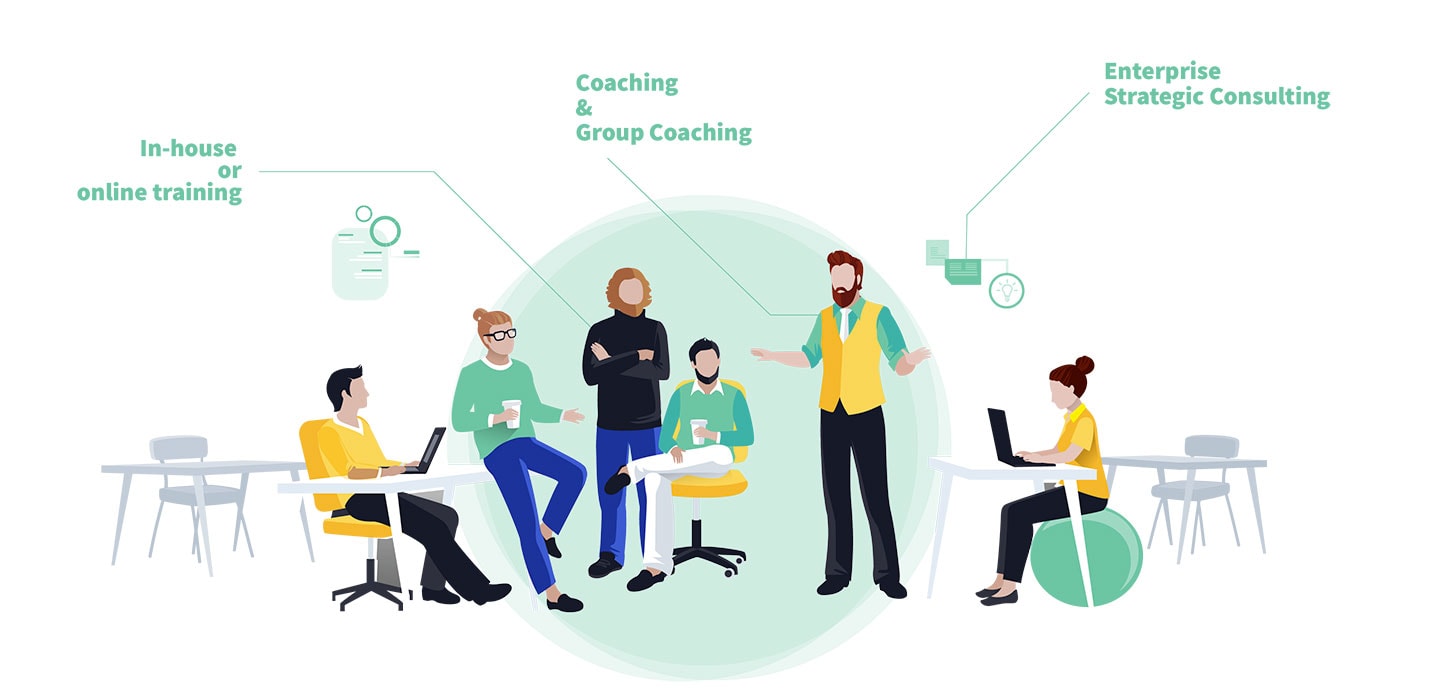 In-house
or
online training
Coaching
&
Group Coaching
Enterprise
Strategic Consulting